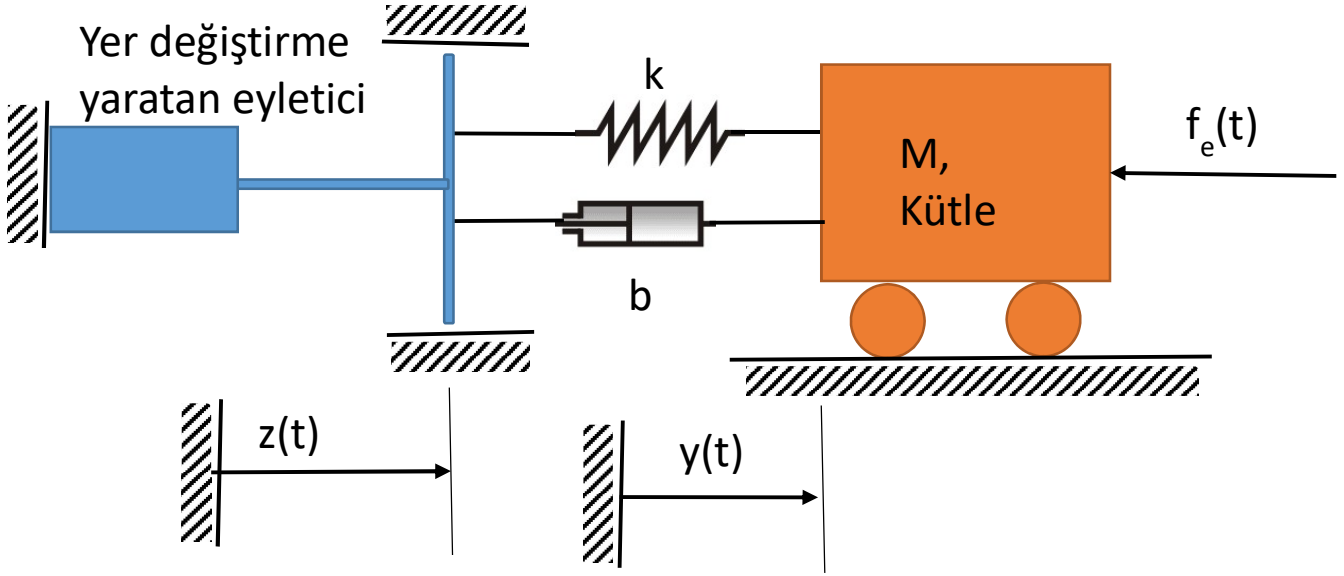 Yer değiştirme
yaratan eyletici
k
b
M,
Kütle
fₑ(t)
z(t)
y(t)